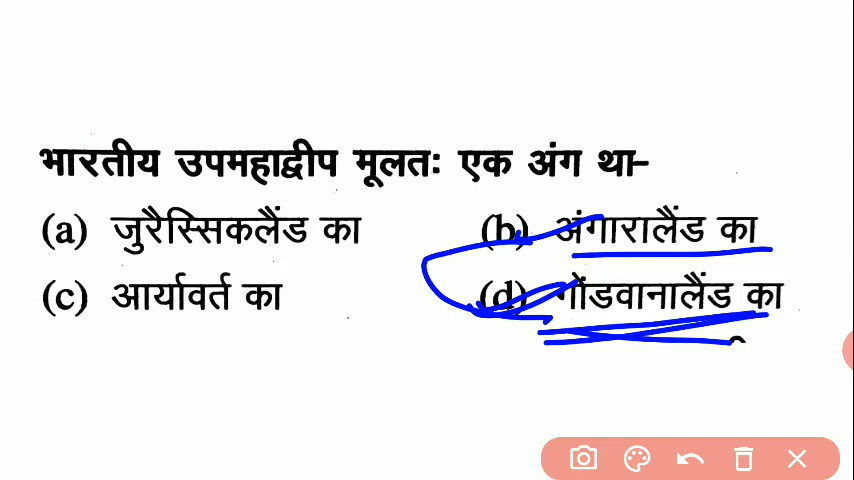 भारतीय उपमहाद्वीप मूलतः एक अंग था–
(a) जुरैस्सिकलैंड का (b) अंगारालैंड का
(c) आर्यावर्त का (d) गोंडवानालैंड का